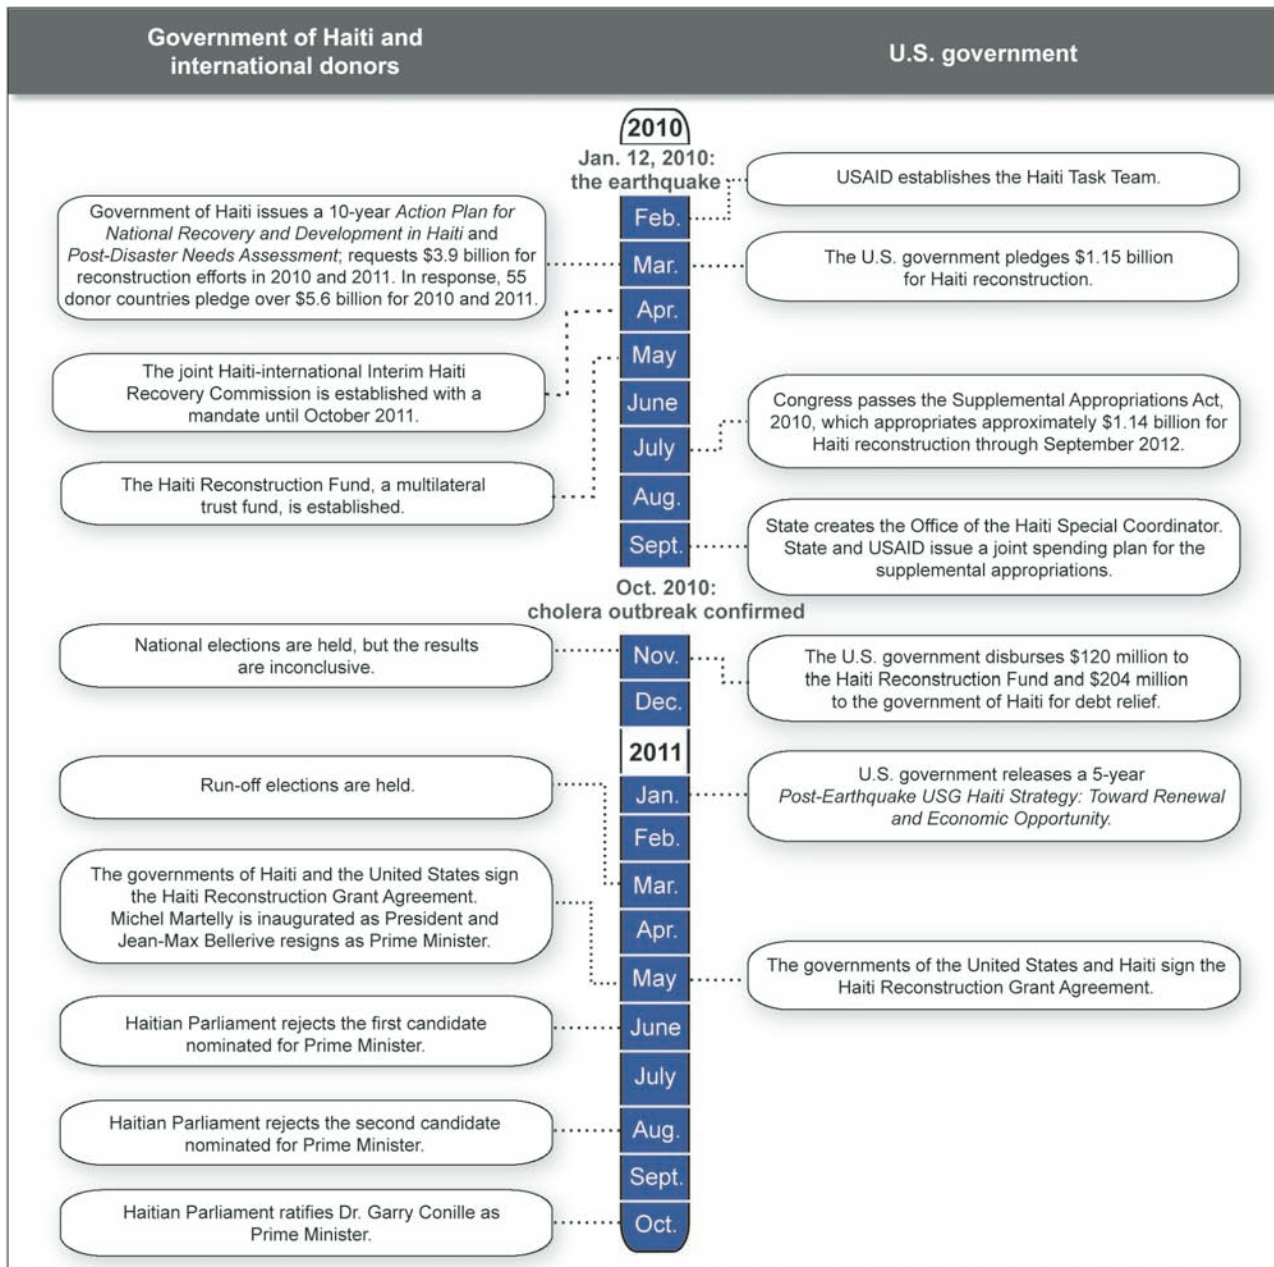 Government of Haiti and
international donors
U.S. government
2010
Jan. 12, 2010:
the earthquake
USAID establishes the Haiti Task Team.
Feb.
Government of Haiti issues a 10-year Action Plan for
National Recovery and Development in Haiti and
Post-Disaster Needs Assessment; requests $3.9 billion for
reconstruction efforts in 2010 and 2011. In response, 55
donor countries pledge over $5.6 billion for 2010 and 2011.
Mar.
The U.S. government pledges $1.15 billion
for Haiti reconstruction.
Apr.
The joint Haiti-international Interim Haiti
Recovery Commission is established with a
mandate until October 2011.
May
June
Congress passes the Supplemental Appropriations Act,
2010, which appropriates approximately $1.14 billion for
Haiti reconstruction through September 2012.
July
The Haiti Reconstruction Fund, a multilateral
trust fund, is established.
Aug.
Sept.
State creates the Office of the Haiti Special Coordinator.
State and USAID issue a joint spending plan for the
supplemental appropriations.
Oct. 2010:
cholera outbreak confirmed
National elections are held, but the results
are inconclusive.
Nov.
The U.S. government disburses $120 million to
the Haiti Reconstruction Fund and $204 million
to the government of Haiti for debt relief.
Dec.
2011
Run-off elections are held.
Jan.
U.S. government releases a 5-year
Post-Earthquake USG Haiti Strategy: Toward Renewal
and Economic Opportunity.
Feb.
Mar.
The governments of Haiti and the United States sign
the Haiti Reconstruction Grant Agreement.
Michel Martelly is inaugurated as President and
Jean-Max Bellerive resigns as Prime Minister.
Apr.
May
The governments of the United States and Haiti sign the
Haiti Reconstruction Grant Agreement.
Haitian Parliament rejects the first candidate
nominated for Prime Minister.
June
July
Haitian Parliament rejects the second candidate
nominated for Prime Minister.
Aug.
Sept.
Haitian Parliament ratifies Dr. Garry Conille as
Prime Minister.
Oct.